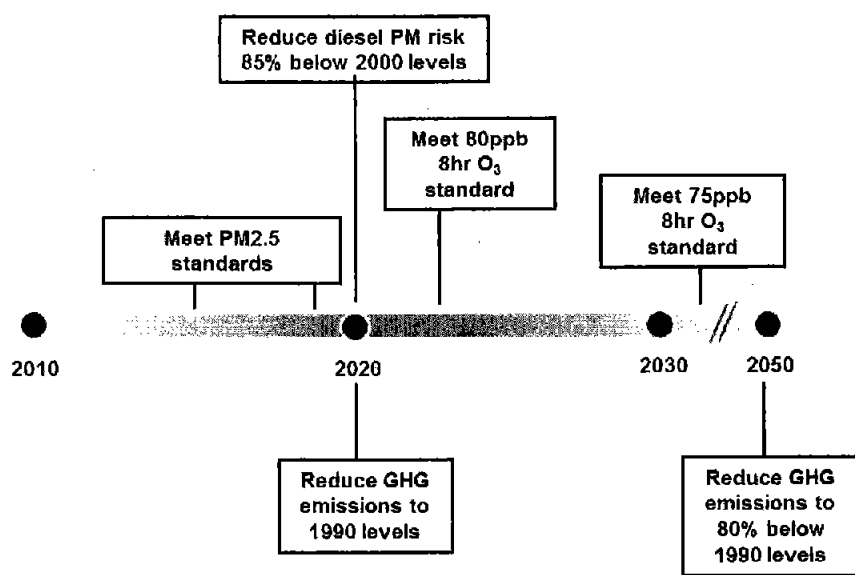 Reduce diesel PM risk
85% below 2000 levels
Meet 80ppb
8hr O₃
standard
Meet 75ppb
8hr O₃
standard
Meet PM2.5
standards
2010
2020
2030
2050
Reduce GHG
emissions to
1990 levels
Reduce GHG
emissions to
80% below
1990 levels